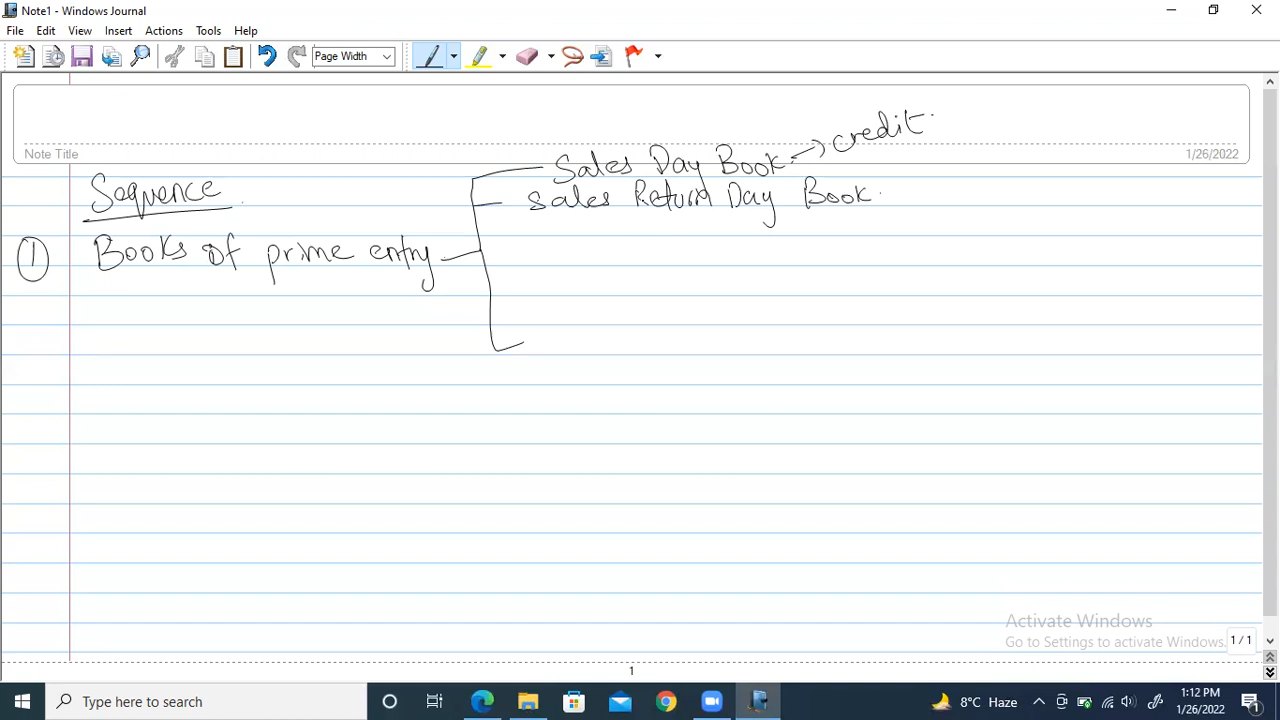 Note1 - Windows Journal
File Edit View Insert Actions Tools Help
Page Width
Note Title
1/26/2022
Sales Day Book → credit.
Sequence
Sales Return Day Book.
1 Books of prime entry
Activate Windows
Go to Settings to activate Windows.
1 / 1
1
Type here to search
8°C Haze
1:12 PM
1/26/2022
1